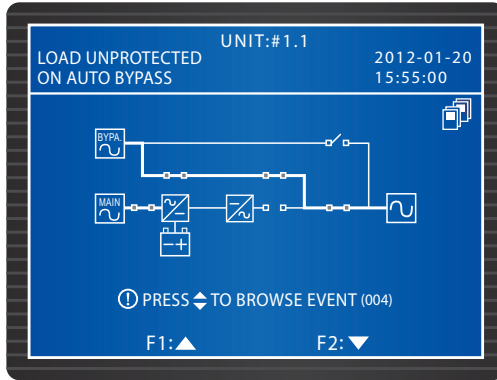 UNIT:#1.1
LOAD UNPROTECTED
2012-01-20
ON AUTO BYPASS
15:55:00
BYPA.
MAIN
PRESS TO BROWSE EVENT (004)
F1: F2: